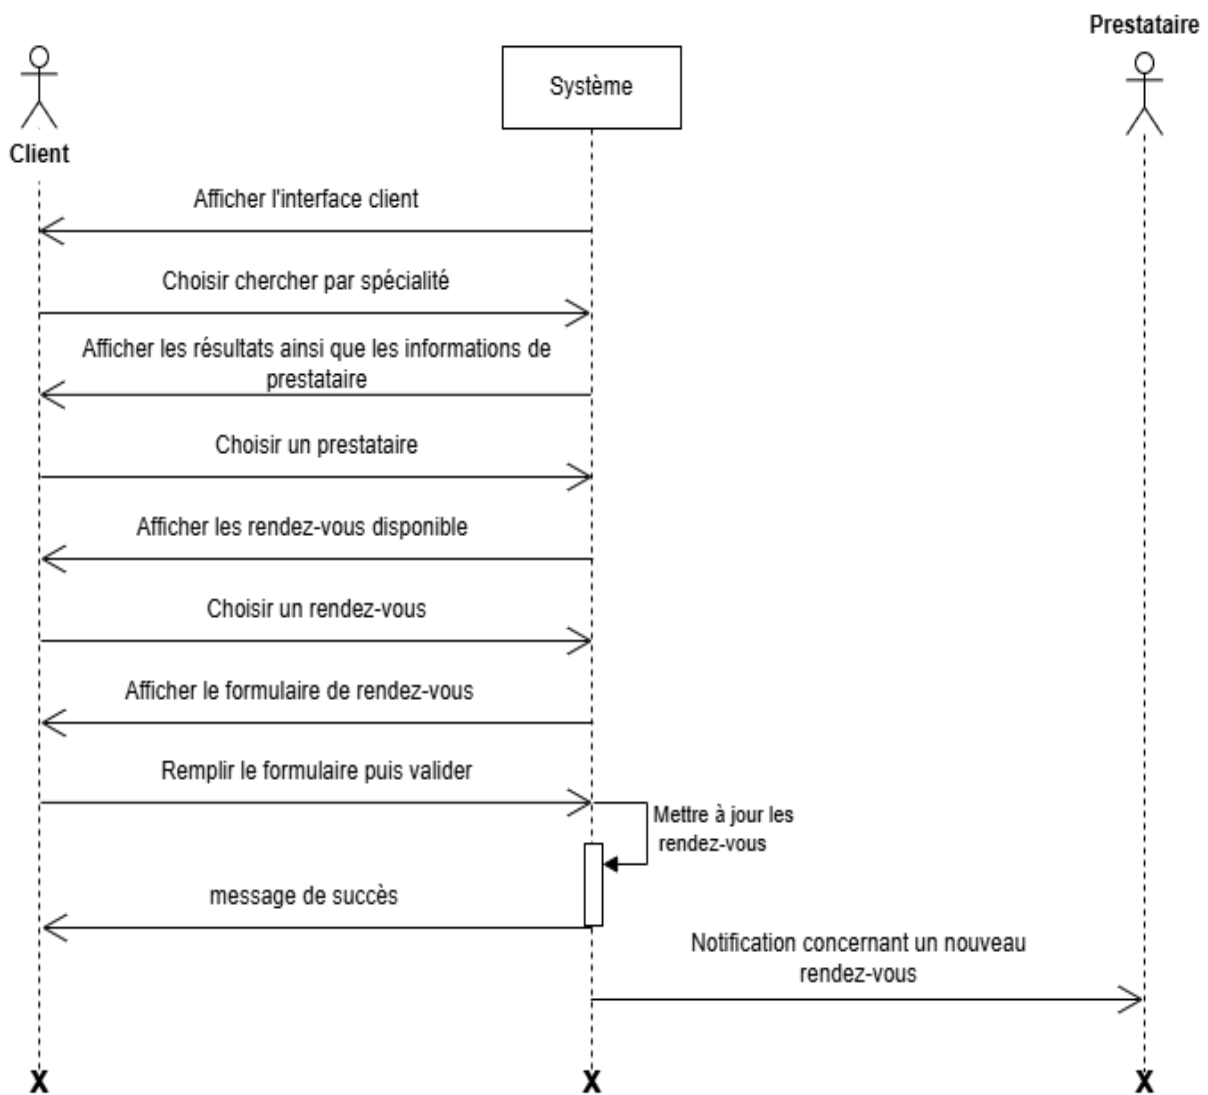 Prestataire
Système
Client
Afficher l'interface client
Choisir chercher par spécialité
Afficher les résultats ainsi que les informations de
prestataire
Choisir un prestataire
Afficher les rendez-vous disponible
Choisir un rendez-vous
Afficher le formulaire de rendez-vous
Remplir le formulaire puis valider
Mettre à jour les
rendez-vous
message de succès
Notification concernant un nouveau
rendez-vous